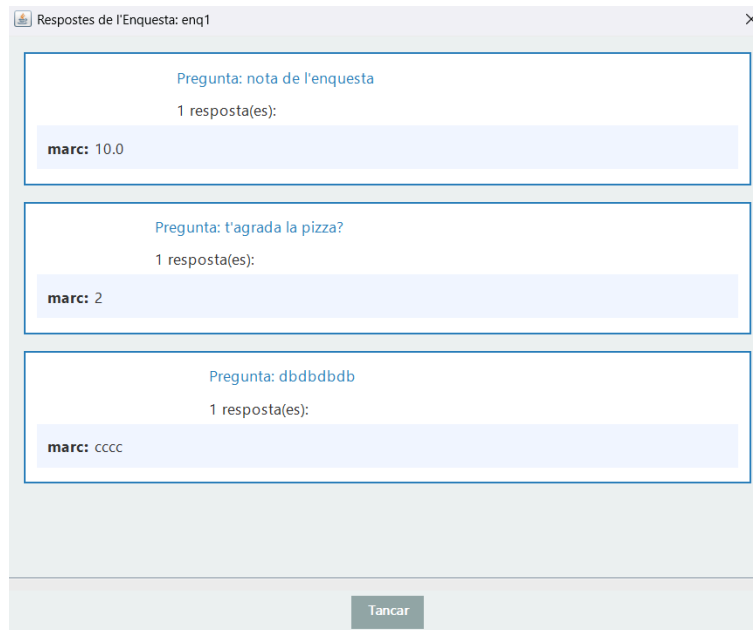 Respostes de l'Enquesta: enq1
Pregunta: nota de l'enquesta
1 resposta(es):
marc: 10.0
Pregunta: t'agrada la pizza?
1 resposta(es):
marc: 2
Pregunta: dbdbdbdb
1 resposta(es):
marc: cccc
Tancar